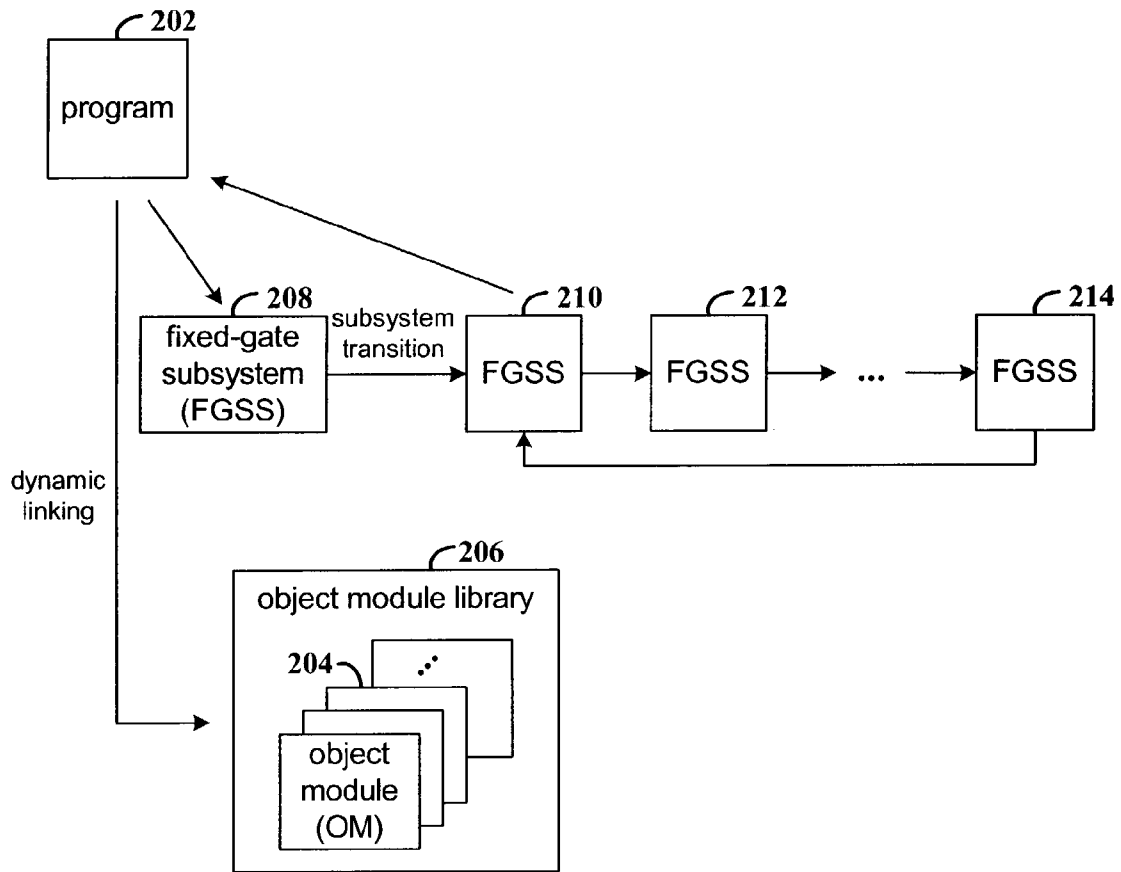 202
program
208
fixed-gate
subsystem
(FGSS)
subsystem
transition
210
FGSS
212
FGSS
...
214
FGSS
dynamic
linking
206
object module library
204
...
object
module
(OM)